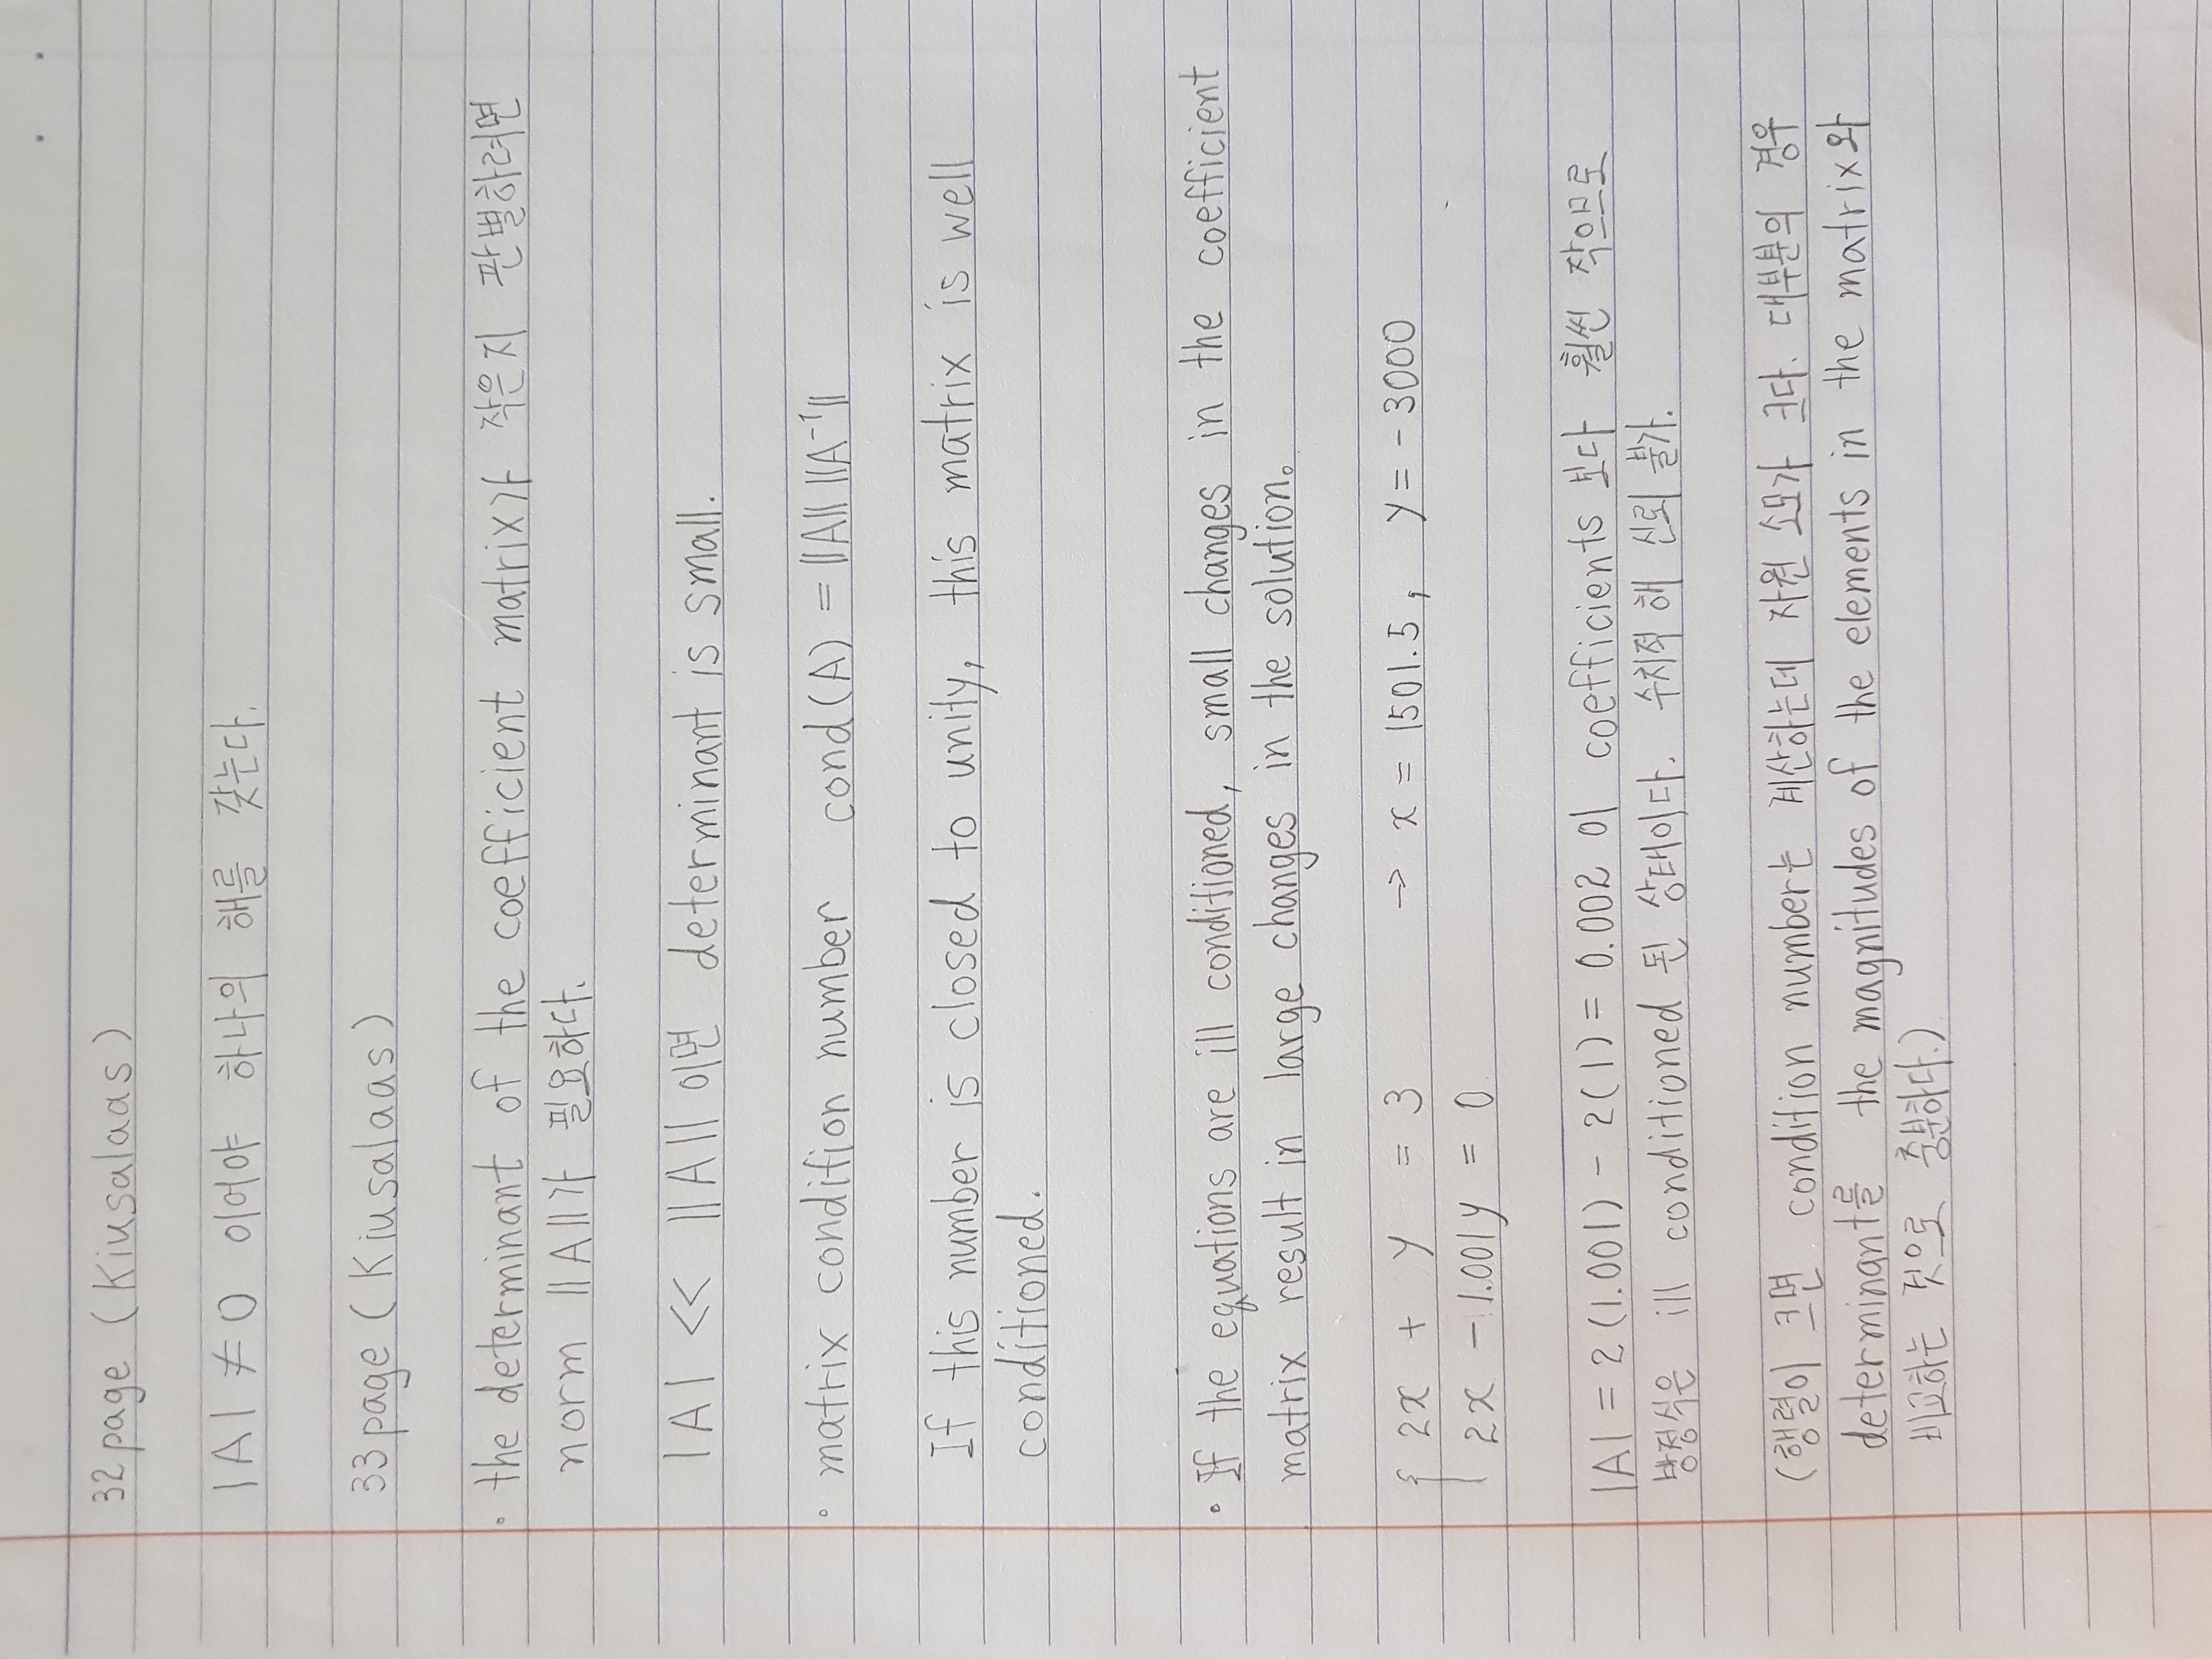 32 page (Kiusalaas)
|A| ≠ 0 이어야 하나의 해를 갖는다.
33 page (Kiusalaas)
• the determinant of the coefficient matrix가 작은지 판별하려면
norm ||A||가 필요하다.
|A| << ||A|| 이면 determinant is small.
• matrix condition number cond(A) = ||A|| ||A⁻¹||
If this number is closed to unity, this matrix is well
conditioned.
• If the equations are ill conditioned, small changes in the coefficient
matrix result in large changes in the solution.
{ 2x + y = 3 → x = 1501.5, y = -3000
2x - 1.001y = 0
|A| = 2(1.001) - 2(1) = 0.002 이 coefficients 보다 훨씬 작으므로
방정식은 ill conditioned 된 상태이다. 수치적 해 신뢰 불가.
(행렬이 크면 condition number는 계산하는데 자원 소모가 크다. 대부분의 경우
determinant를 the magnitudes of the elements in the matrix와
비교하는 것으로 충분하다.)